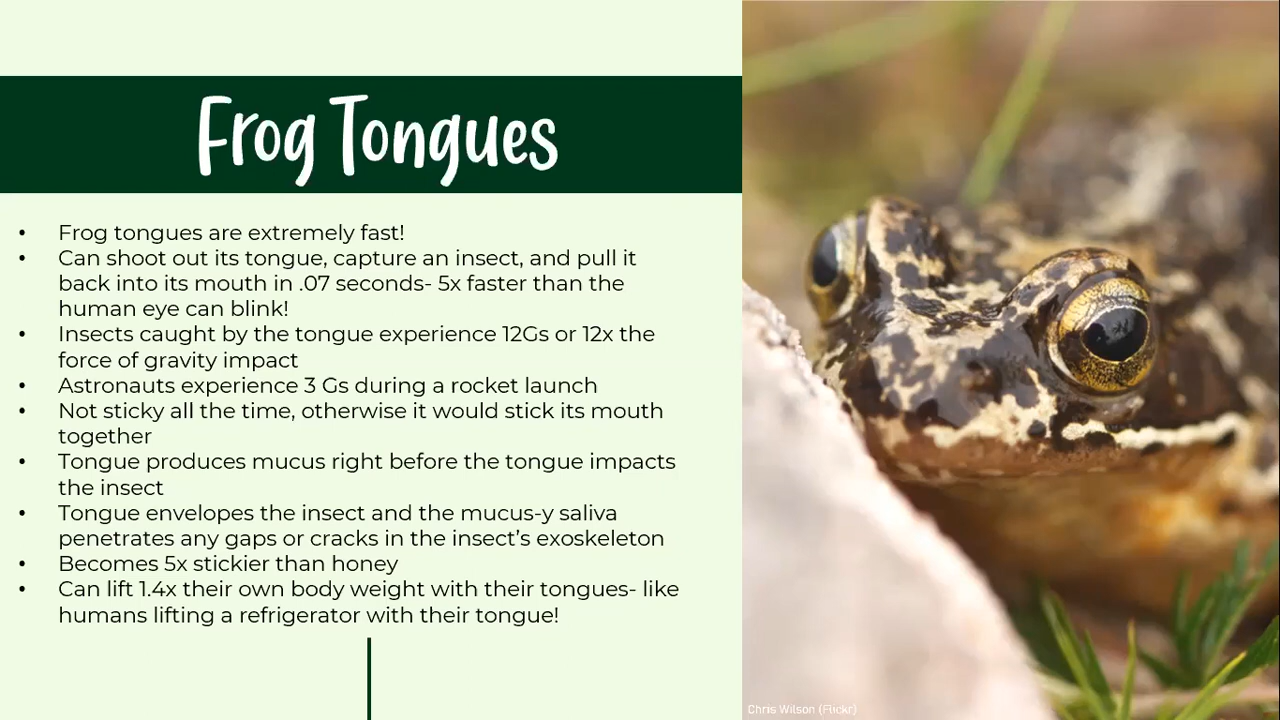 Frog Tongues
• Frog tongues are extremely fast!
• Can shoot out its tongue, capture an insect, and pull it
back into its mouth in .07 seconds- 5x faster than the
human eye can blink!
• Insects caught by the tongue experience 12Gs or 12x the
force of gravity impact
• Astronauts experience 3 Gs during a rocket launch
• Not sticky all the time, otherwise it would stick its mouth
together
• Tongue produces mucus right before the tongue impacts
the insect
• Tongue envelopes the insect and the mucus-y saliva
penetrates any gaps or cracks in the insect’s exoskeleton
• Becomes 5x stickier than honey
• Can lift 1.4x their own body weight with their tongues- like
humans lifting a refrigerator with their tongue!
Chris Wilson (Flickr)